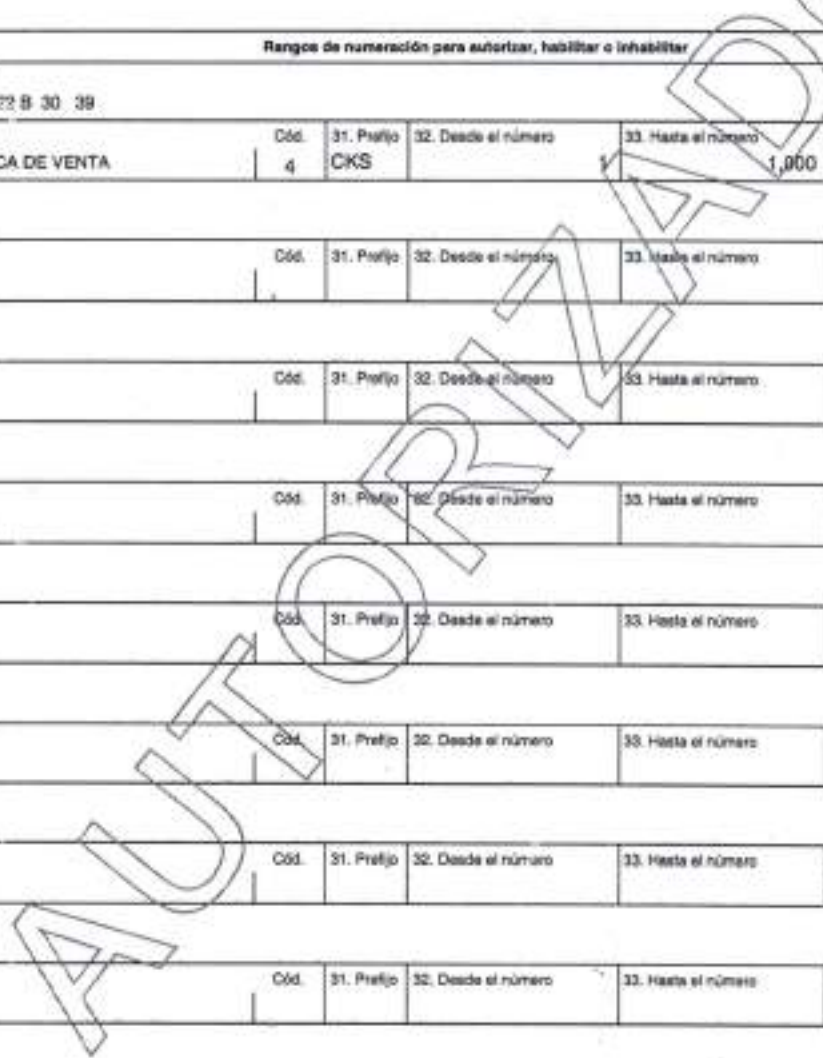 Rangos de numeración para autorizar, habilitar o inhabilitar
22 B 30 39
CA DE VENTA Cód. 4 31. Prefijo CKS 32. Desde el número 1 33. Hasta el número 1,000
Cód. 31. Prefijo 32. Desde el número 33. Hasta el número
Cód. 31. Prefijo 32. Desde el número 33. Hasta el número
Cód. 31. Prefijo 32. Desde el número 33. Hasta el número
Cód. 31. Prefijo 32. Desde el número 33. Hasta el número
Cód. 31. Prefijo 32. Desde el número 33. Hasta el número
Cód. 31. Prefijo 32. Desde el número 33. Hasta el número
Cód. 31. Prefijo 32. Desde el número 33. Hasta el número
AUTORIZAD